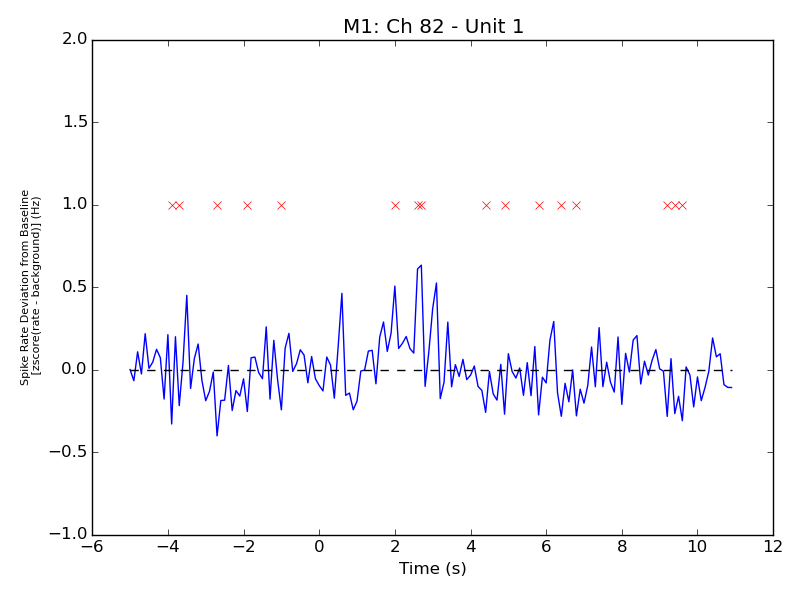 M1: Ch 82 - Unit 1
2.0
1.5
1.0
0.5
0.0
−0.5
−1.0
Spike Rate Deviation from Baseline
[zscore(rate - background)] (Hz)
−6 −4 −2 0 2 4 6 8 10 12
Time (s)